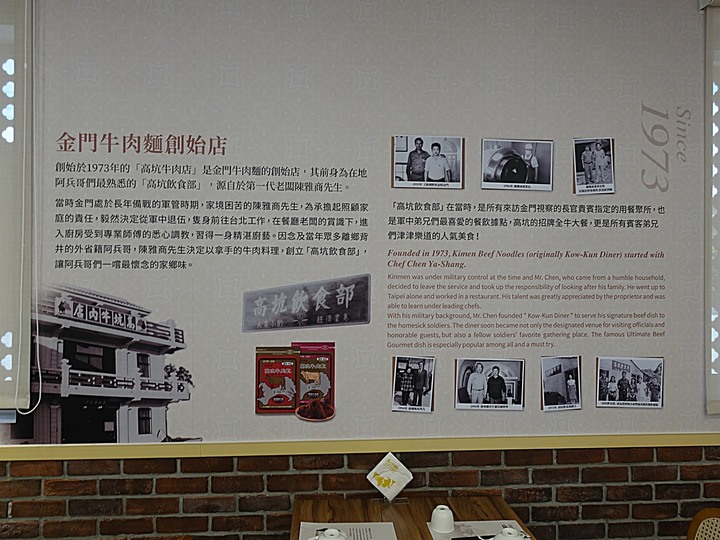 金門牛肉麵創始店
創始於1973年的「高坑牛肉店」是金門牛肉麵的創始店，其前身為在地
阿兵哥們最熟悉的「高坑飲食部」，源自於第一代老闆陳雅商先生。
當時金門處於長年備戰的軍管時期，家境困苦的陳雅商先生，為承擔起照顧家
庭的責任，毅然決定從軍中退伍，隻身前往台北工作，在餐廳老闆的賞識下，進
入廚房受到專業師傅的悉心調教，習得一身精湛廚藝。因念及當年眾多離鄉背
井的外省籍阿兵哥，陳雅商先生決定以拿手的牛肉料理，創立「高坑飲食部」，
讓阿兵哥們一嚐最懷念的家鄉味。
高坑牛肉店
高坑飲食部
Since
1973
「高坑飲食部」在當時，是所有來訪金門視察的長官貴賓指定的用餐聚所，也
是軍中弟兄們最喜愛的餐飲據點，高坑的招牌全牛大餐，更是所有賓客弟兄
們津津樂道的人氣美食！
Founded in 1973, Kimen Beef Noodles (originally Kow-Kun Diner) started with
Chef Chen Ya-Shang.
Kinmen was under military control at the time and Mr. Chen, who came from a humble household,
decided to leave the service and took up the responsibility of looking after his family. He went up to
Taipei alone and worked in a restaurant. His talent was greatly appreciated by the proprietor and was
able to learn under leading chefs.
With his military background, Mr. Chen founded " Kow-Kun Diner " to serve his signature beef dish to
the homesick soldiers. The diner soon became not only the designated venue for visiting officials and
honorable guests, but also a fellow soldiers' favorite gathering place. The famous Ultimate Beef
Gourmet dish is especially popular among all and a must try.